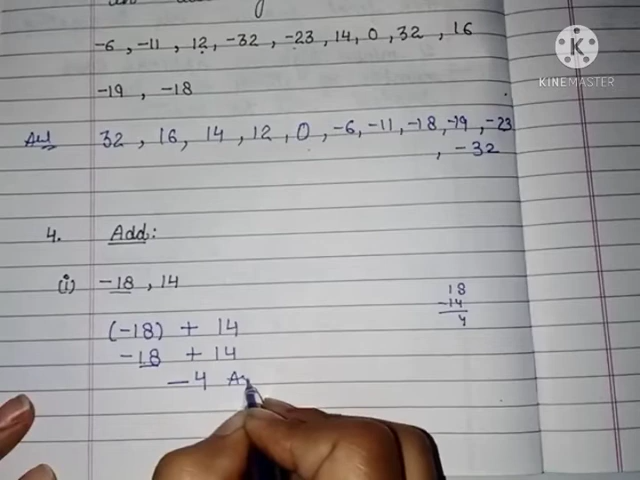 -6, -11, 12, -32, -23, 14, 0, 32, 16
K
KINEMASTER
-19, -18
32, 16, 14, 12, 0, -6, -11, -18, -19, -23
, -32
4. Add:
(i) -18, 14
18
-14
4
(-18) + 14
-18 + 14
-4